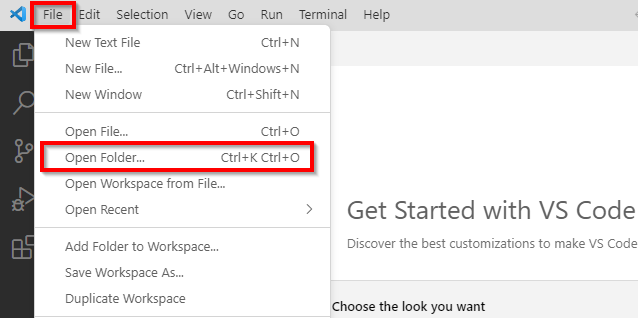 File Edit Selection View Go Run Terminal Help
New Text File Ctrl+N
New File... Ctrl+Alt+Windows+N
New Window Ctrl+Shift+N
Open File... Ctrl+O
Open Folder... Ctrl+K Ctrl+O
Open Workspace from File...
Open Recent
Add Folder to Workspace...
Save Workspace As...
Duplicate Workspace
Get Started with VS Code
Discover the best customizations to make VS Code
Choose the look you want